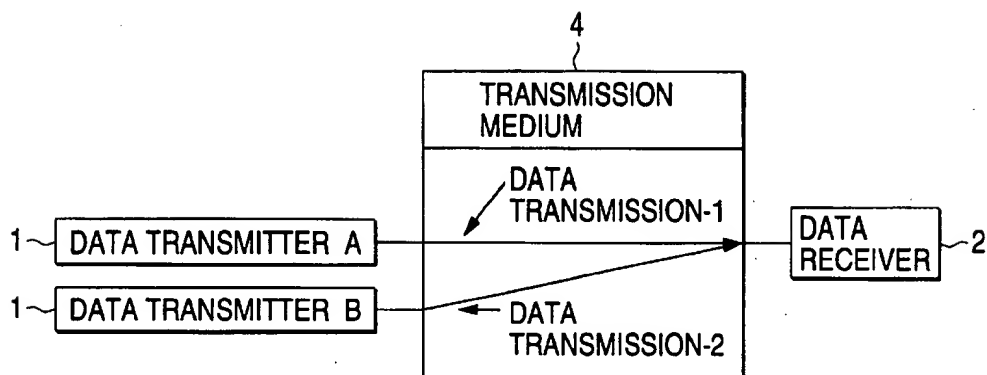 4
TRANSMISSION
MEDIUM
DATA
TRANSMISSION-1
1 DATA TRANSMITTER A
DATA
RECEIVER 2
1 DATA TRANSMITTER B
DATA
TRANSMISSION-2